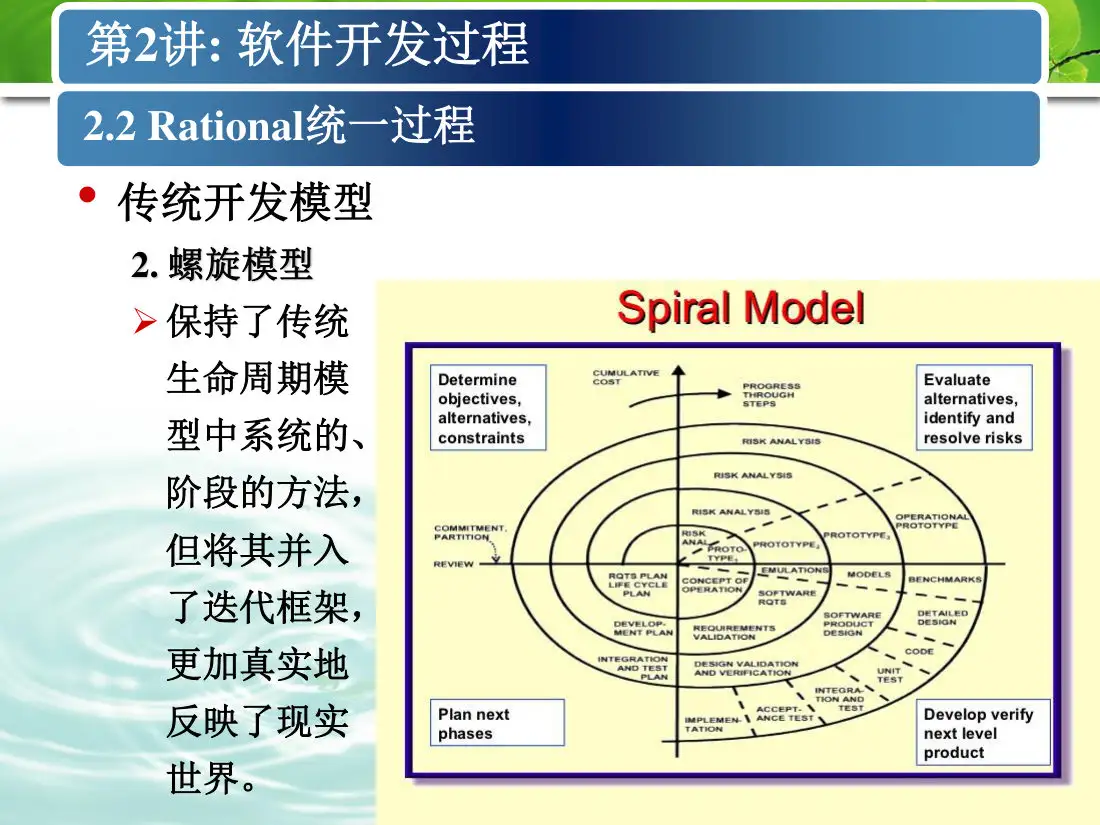 第2讲: 软件开发过程
2.2 Rational统一过程
• 传统开发模型
2. 螺旋模型
➢ 保持了传统
生命周期模
型中系统的、
阶段的方法，
但将其并入
了迭代框架，
更加真实地
反映了现实
世界。
Spiral Model
Determine
objectives,
alternatives,
constraints
CUMULATIVE
COST
PROGRESS
THROUGH
STEPS
Evaluate
alternatives,
identify and
resolve risks
RISK ANALYSIS
RISK ANALYSIS
RISK ANALYSIS
RISK
ANAL.
PROTO-
TYPE1
PROTOTYPE2
PROTOTYPE3
OPERATIONAL
PROTOTYPE
COMMITMENT,
PARTITION
REVIEW
RQTS PLAN
LIFE CYCLE
PLAN
CONCEPT OF
OPERATION
EMULATIONS
MODELS
BENCHMARKS
SOFTWARE
RQTS
SOFTWARE
PRODUCT
DESIGN
DETAILED
DESIGN
DEVELOP-
MENT PLAN
REQUIREMENTS
VALIDATION
CODE
INTEGRATION
AND TEST
PLAN
DESIGN VALIDATION
AND VERIFICATION
UNIT
TEST
INTEGRA-
TION AND
TEST
ACCEPT-
ANCE TEST
IMPLEMEN-
TATION
Plan next
phases
Develop verify
next level
product